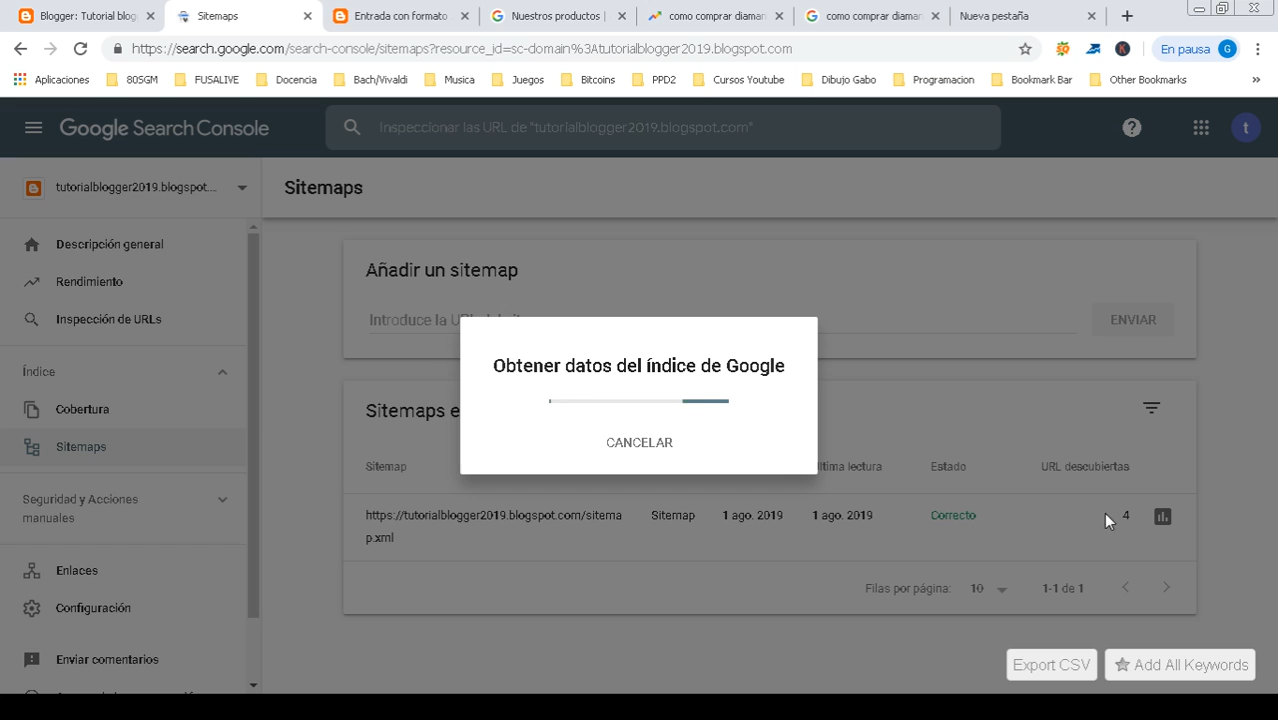 Blogger: Tutorial blog
Sitemaps
Entrada con formato
Nuestros productos |
como comprar diamar
como comprar diamar
Nueva pestaña
https://search.google.com/search-console/sitemaps?resource_id=sc-domain%3Atutorialblogger2019.blogspot.com
En pausa
G
Aplicaciones
80SGM
FUSALIVE
Docencia
Bach/Vivaldi
Musica
Juegos
Bitcoins
PPD2
Cursos Youtube
Dibujo Gabo
Programacion
Bookmark Bar
Other Bookmarks
»
Google Search Console
Inspeccionar las URL de "tutorialblogger2019.blogspot.com"
t
tutorialblogger2019.blogspot....
Sitemaps
Descripción general
Rendimiento
Inspección de URLs
Índice
Cobertura
Sitemaps
Seguridad y Acciones
manuales
Enlaces
Configuración
Enviar comentarios
Añadir un sitemap
Introduce la
ENVIAR
Obtener datos del índice de Google
CANCELAR
Sitemaps e
Sitemap
última lectura
Estado
URL descubiertas
https://tutorialblogger2019.blogspot.com/sitema
p.xml
Sitemap
1 ago. 2019
1 ago. 2019
Correcto
4
Filas por página:
10
1-1 de 1
Export CSV
Add All Keywords